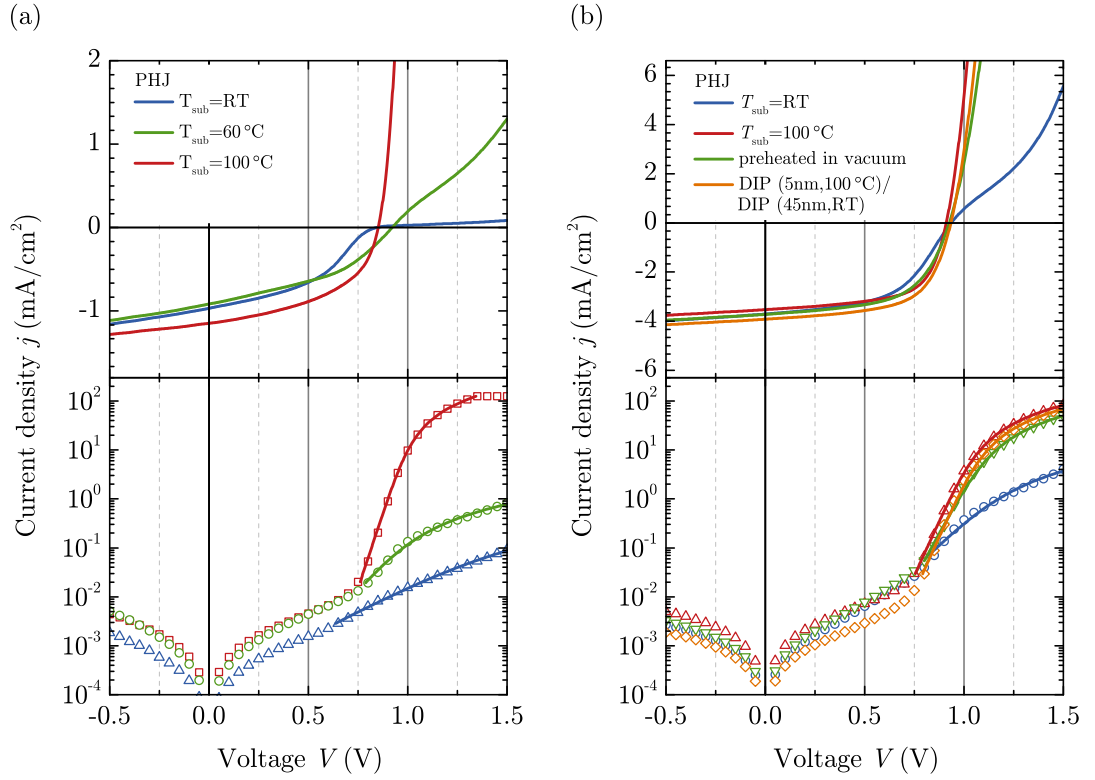 (a)
(b)
PHJ
T_sub=RT
T_sub=60 °C
T_sub=100 °C
2
1
0
-1
Current density j (mA/cm²)
10²
10¹
10⁰
10⁻¹
10⁻²
10⁻³
10⁻⁴
-0.5
0.0
0.5
1.0
1.5
Voltage V (V)
PHJ
T_sub=RT
T_sub=100 °C
preheated in vacuum
DIP (5nm,100 °C)/
DIP (45nm,RT)
6
4
2
0
-2
-4
-6
Current density j (mA/cm²)
10²
10¹
10⁰
10⁻¹
10⁻²
10⁻³
10⁻⁴
-0.5
0.0
0.5
1.0
1.5
Voltage V (V)